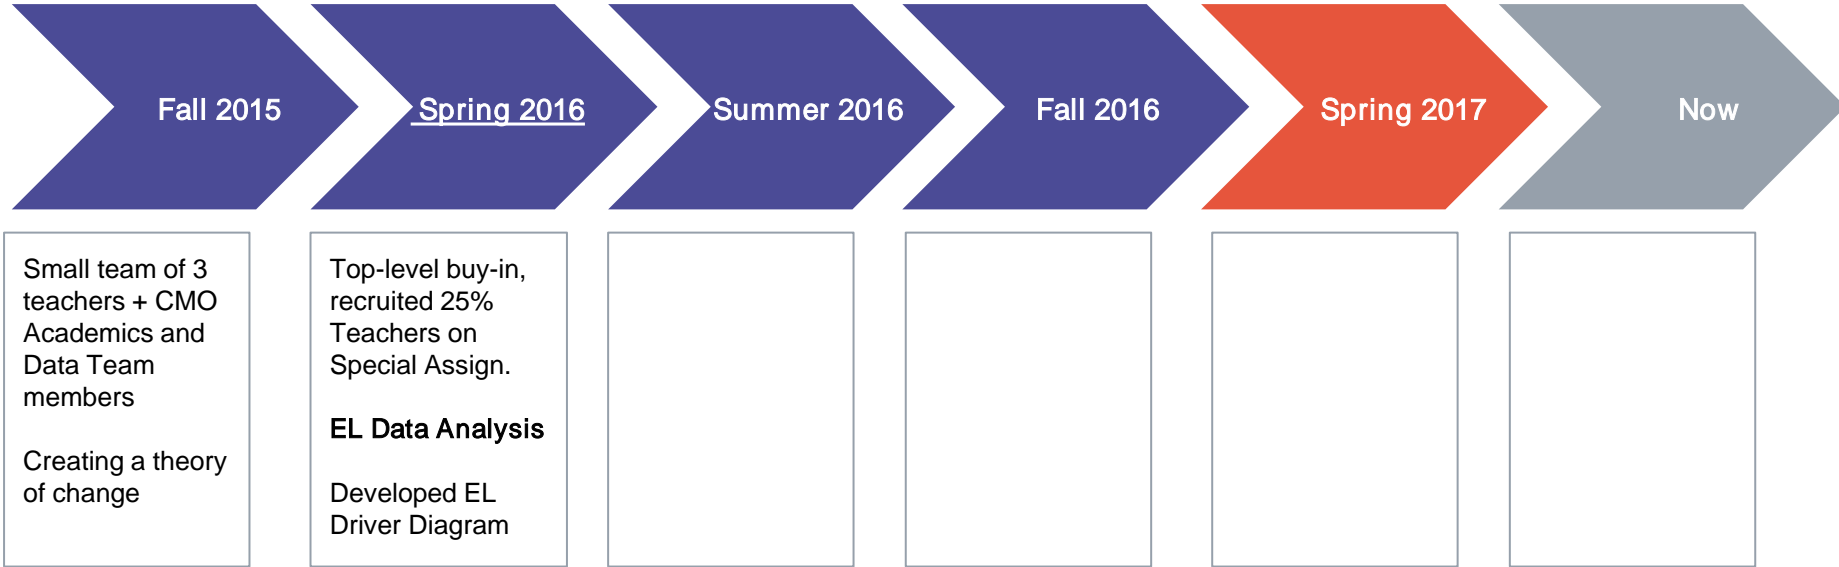 Fall 2015
Spring 2016
Summer 2016
Fall 2016
Spring 2017
Now
Small team of 3
teachers + CMO
Academics and
Data Team
members
Creating a theory
of change
Top-level buy-in,
recruited 25%
Teachers on
Special Assign.
EL Data Analysis
Developed EL
Driver Diagram